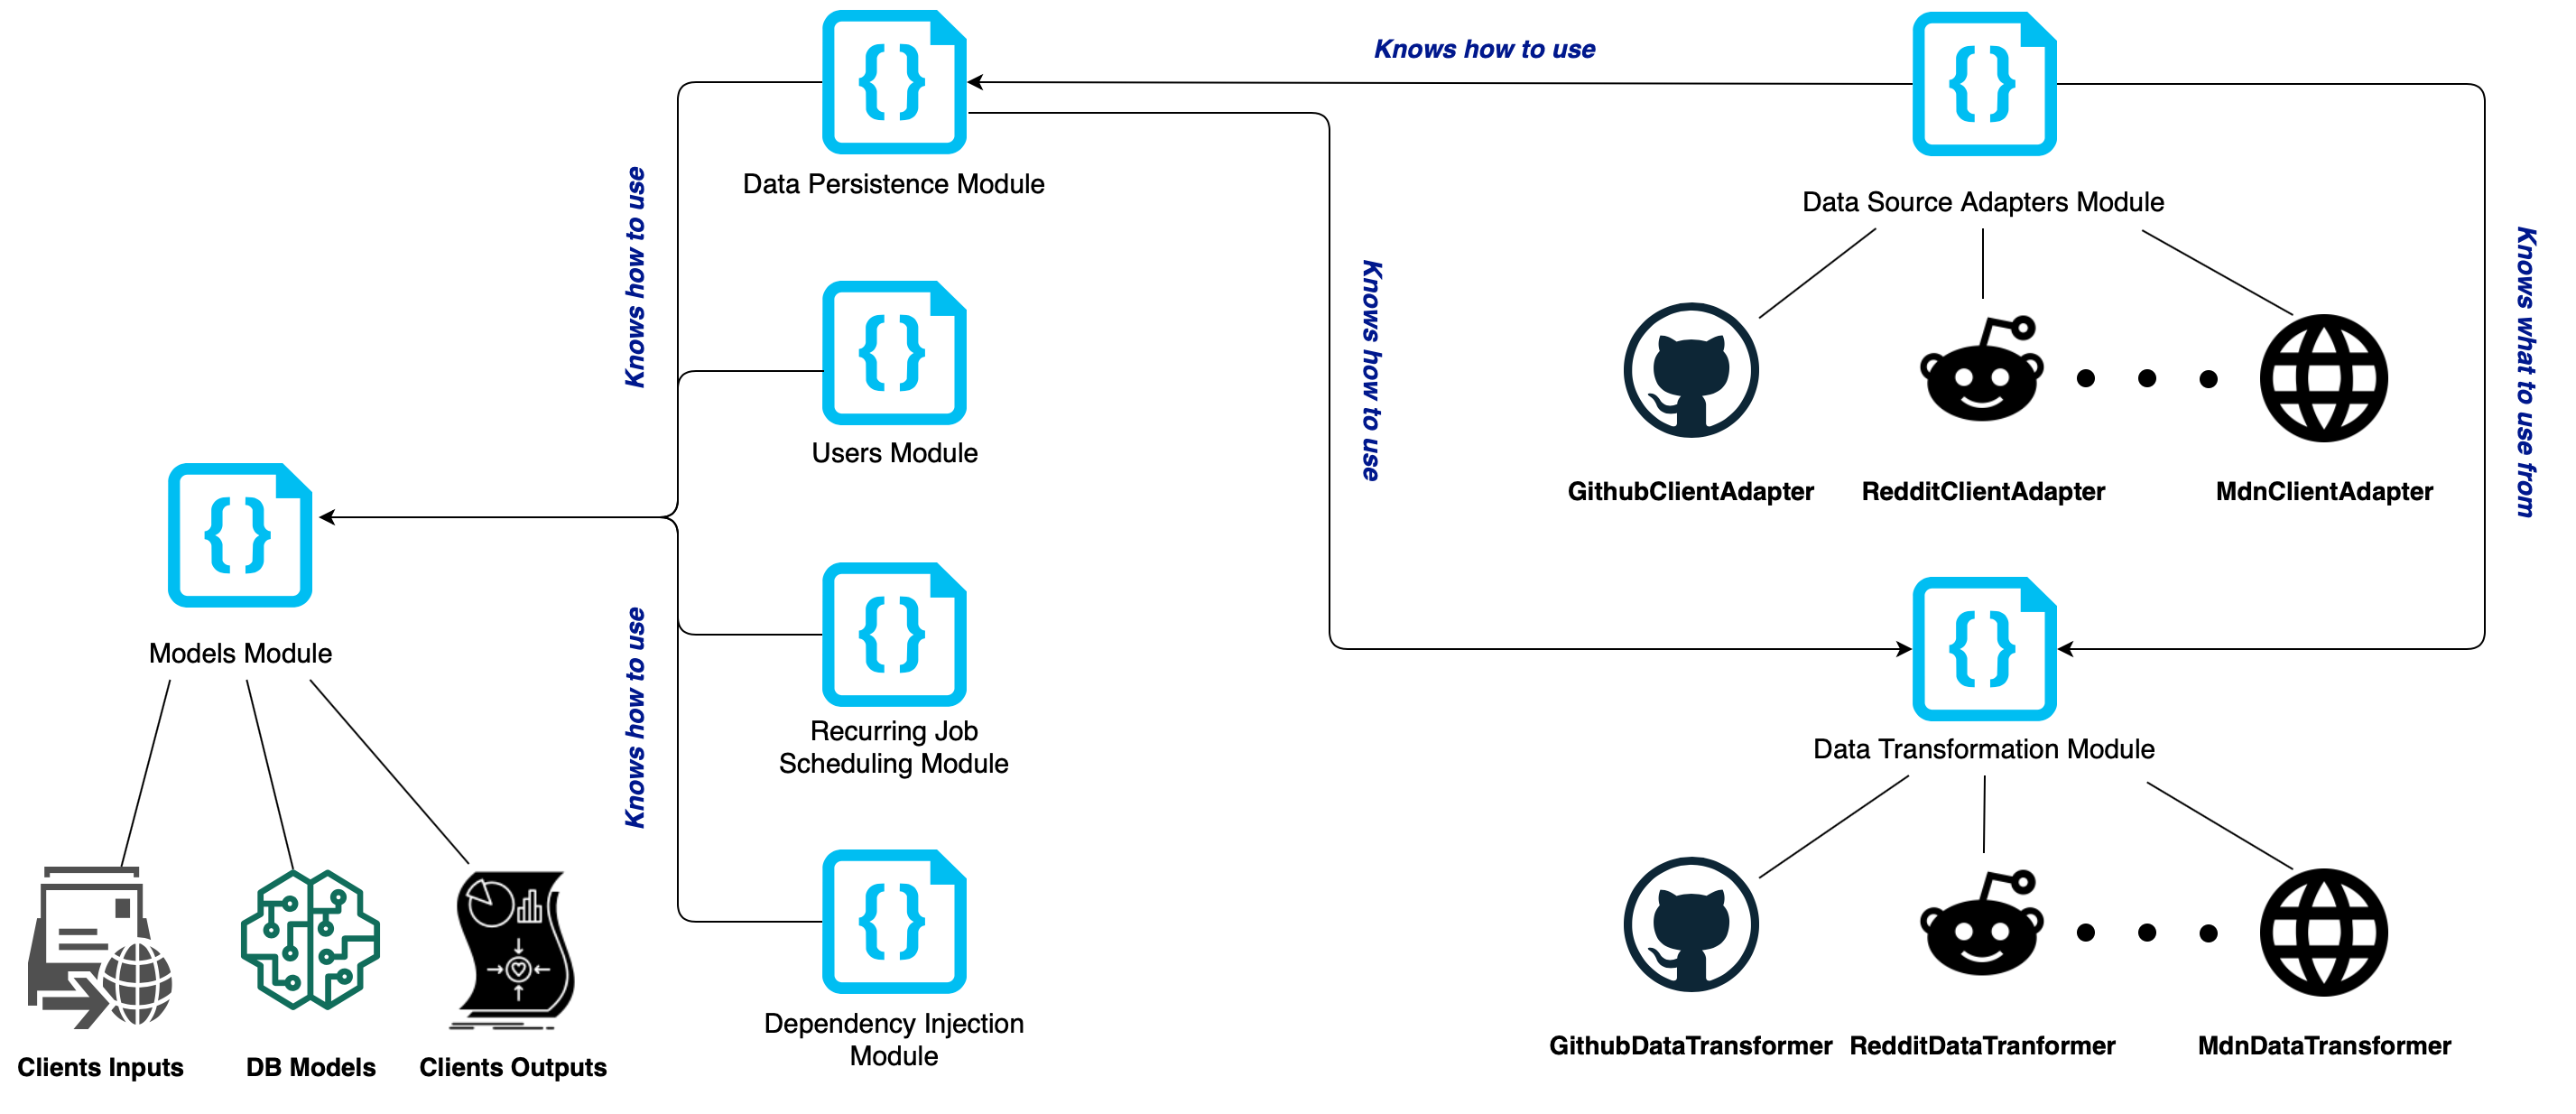 Knows how to use
Data Persistence Module
Data Source Adapters Module
Knows how to use
Knows how to use
Knows what to use from
Users Module
GithubClientAdapter
RedditClientAdapter
MdnClientAdapter
Models Module
Knows how to use
Recurring Job
Scheduling Module
Data Transformation Module
Clients Inputs
DB Models
Clients Outputs
Dependency Injection
Module
GithubDataTransformer
RedditDataTranformer
MdnDataTransformer